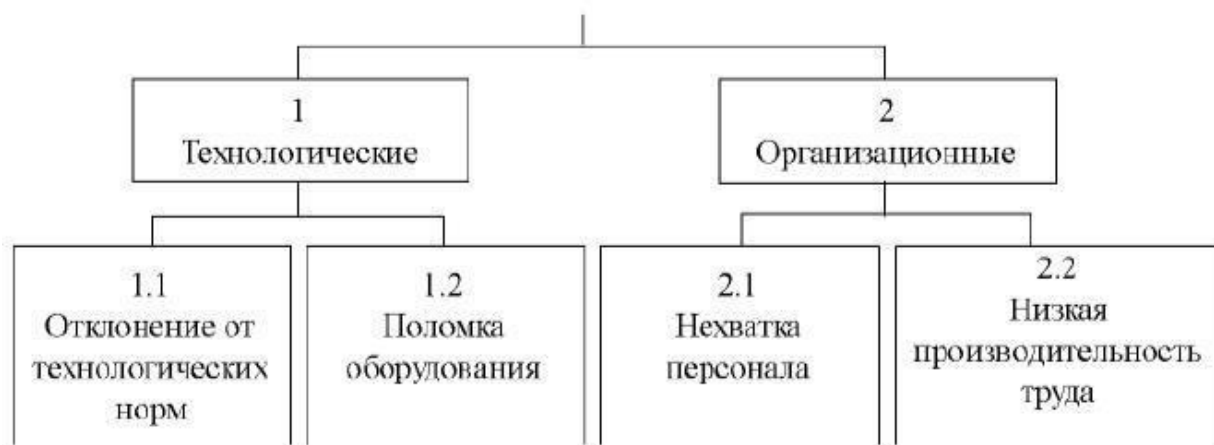 1
Технологические
2
Организационные
1.1
Отклонение от
технологических
норм
1.2
Поломка
оборудования
2.1
Нехватка
персонала
2.2
Низкая
производительность
труда